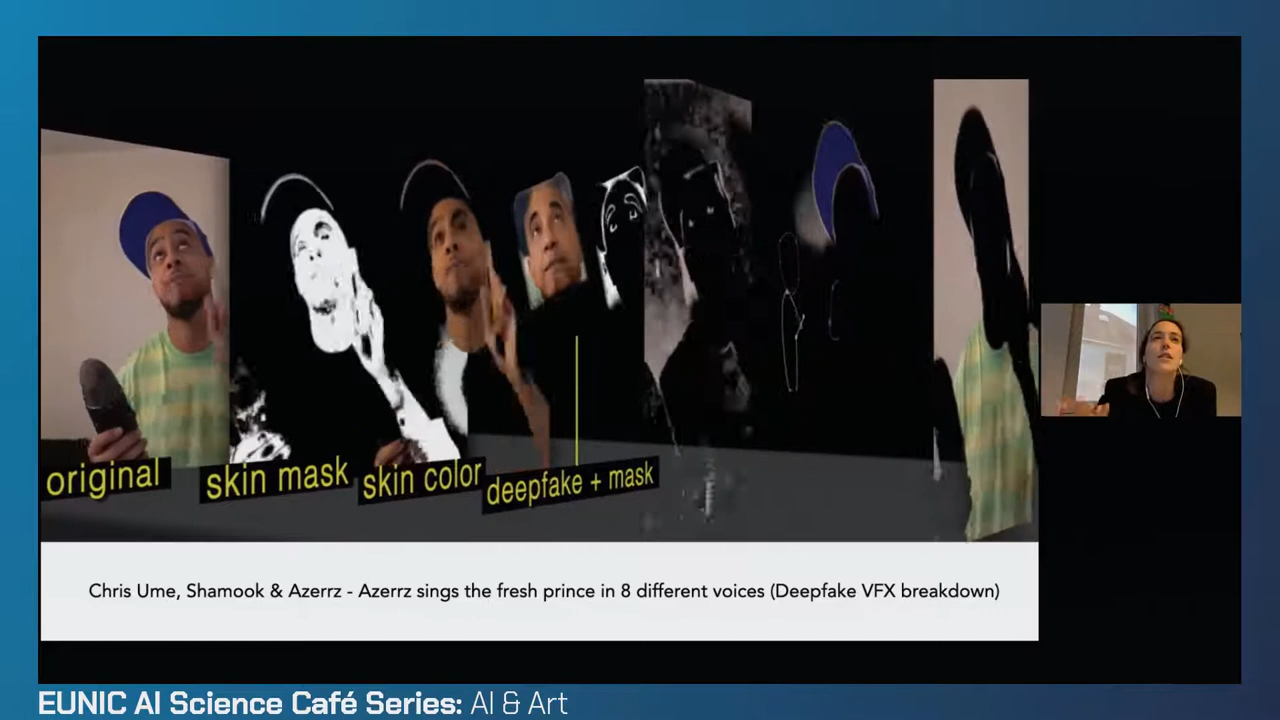 original
skin mask
skin color
deepfake + mask
Chris Ume, Shamook & Azerrz - Azerrz sings the fresh prince in 8 different voices (Deepfake VFX breakdown)
EUNIC AI Science Café Series: AI & Art